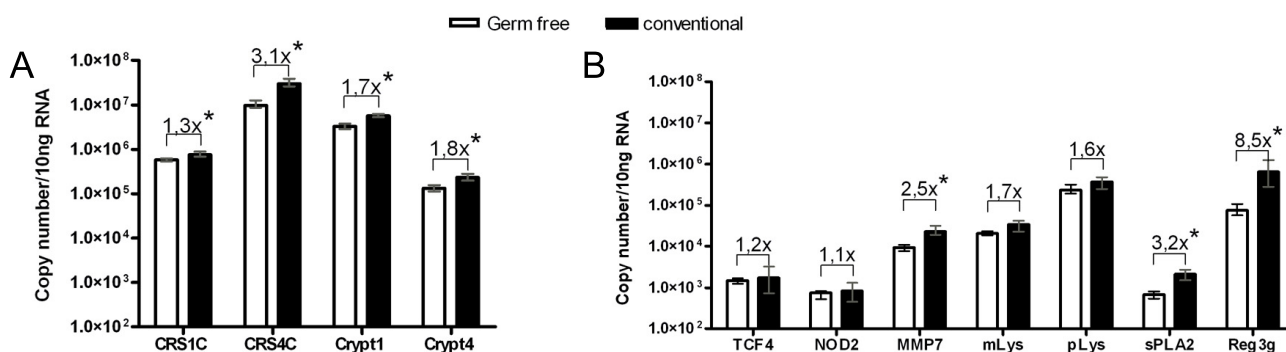 Germ free conventional
A
Copy number/10ng RNA
1.0×10⁸
1.0×10⁷
1.0×10⁶
1.0×10⁵
1.0×10⁴
1.0×10³
1.0×10²
1,3x*
3,1x*
1,7x*
1,8x*
CRS1C CRS4C Crypt1 Crypt4
B
Copy number/10ng RNA
1.0×10⁸
1.0×10⁷
1.0×10⁶
1.0×10⁵
1.0×10⁴
1.0×10³
1.0×10²
1,2x
1,1x
2,5x*
1,7x
1,6x
3,2x*
8,5x*
TCF4 NOD2 MMP7 mLys pLys sPLA2 Reg3g